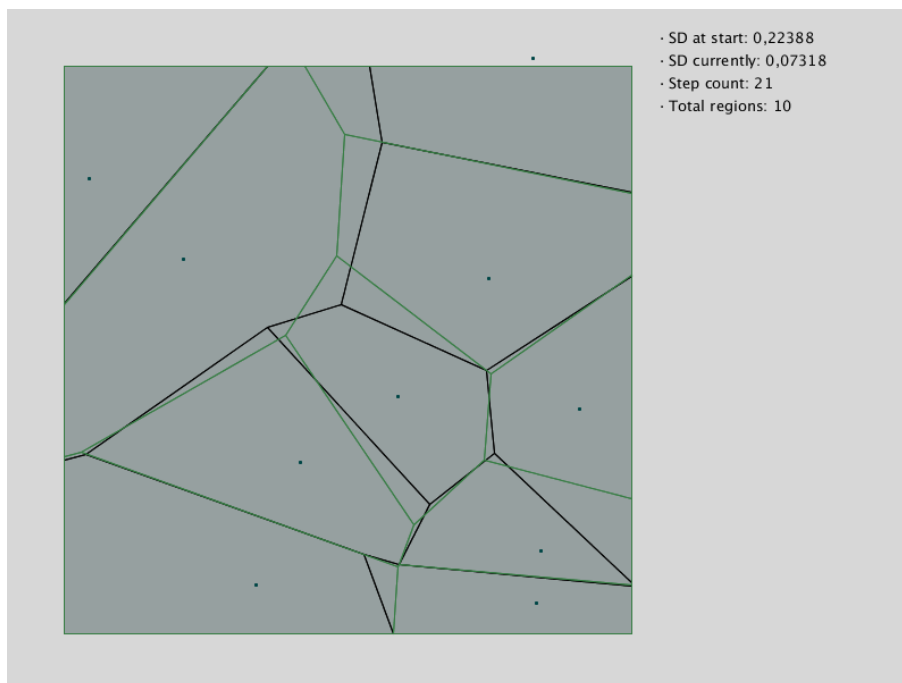 · SD at start: 0,22388
· SD currently: 0,07318
· Step count: 21
· Total regions: 10